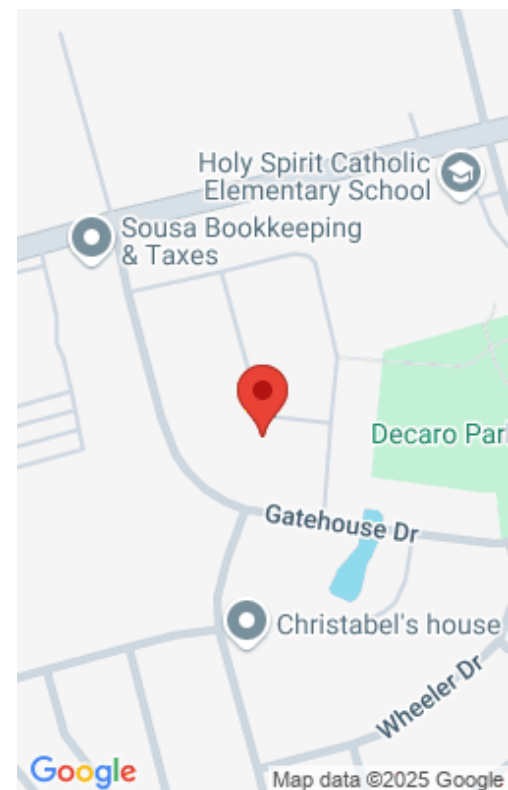 Holy Spirit Catholic
Elementary School
Sousa Bookkeeping
& Taxes
Decaro Par
Gatehouse Dr
Christabel's house
Wheeler Dr
Google
Map data ©2025 Google